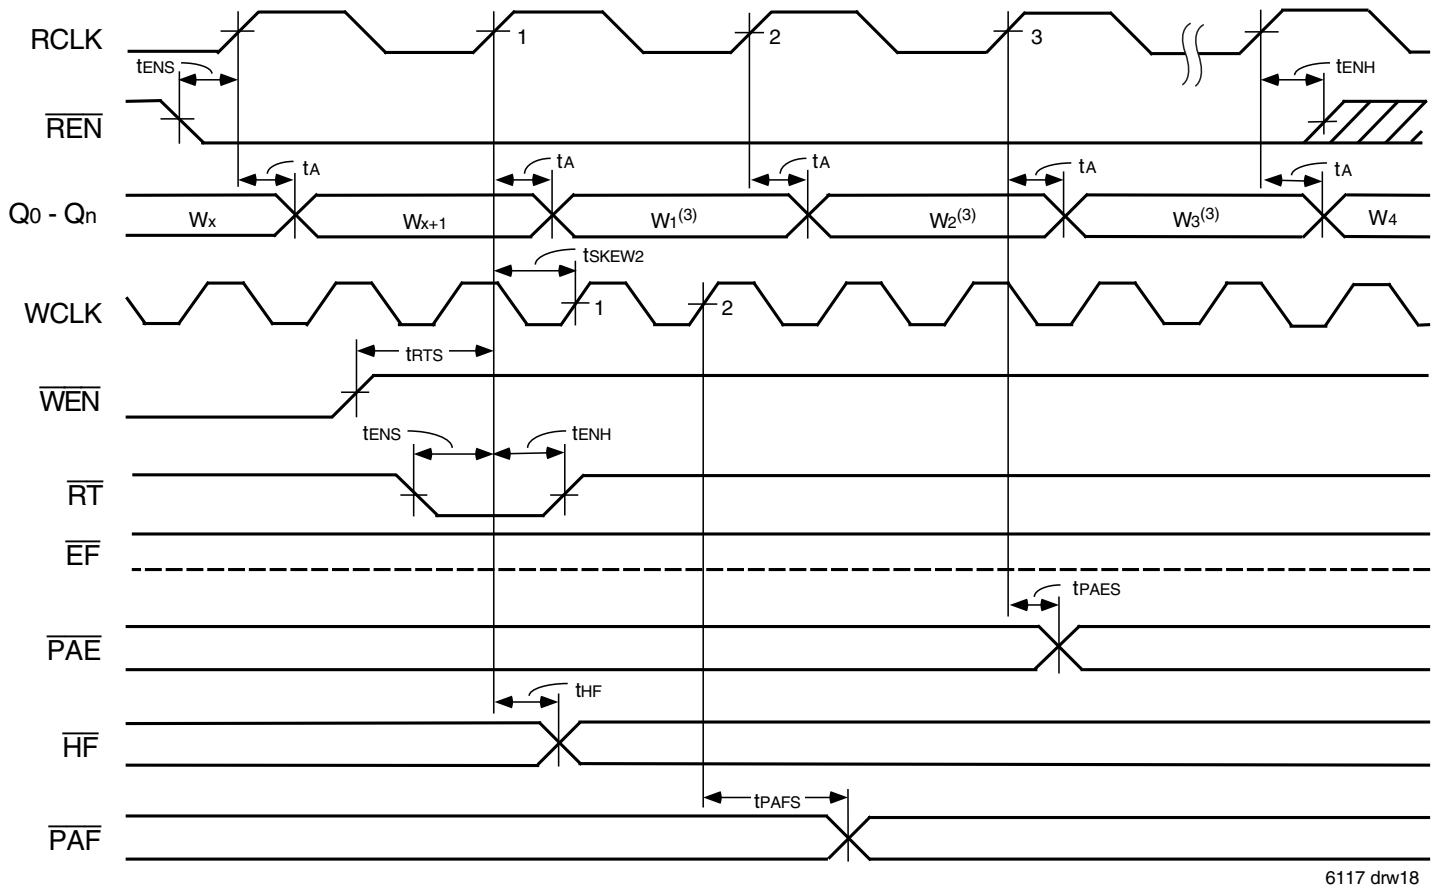 RCLK 1 2 3
tENS tENH
REN
tA tA tA tA tA
Q0 - Qn Wx Wx+1 W1(3) W2(3) W3(3) W4
tSKEW2
WCLK 1 2
tRTS
WEN
tENS tENH
RT
EF
tPAES
PAE
tHF
HF
tPAFS
PAF
6117 drw18